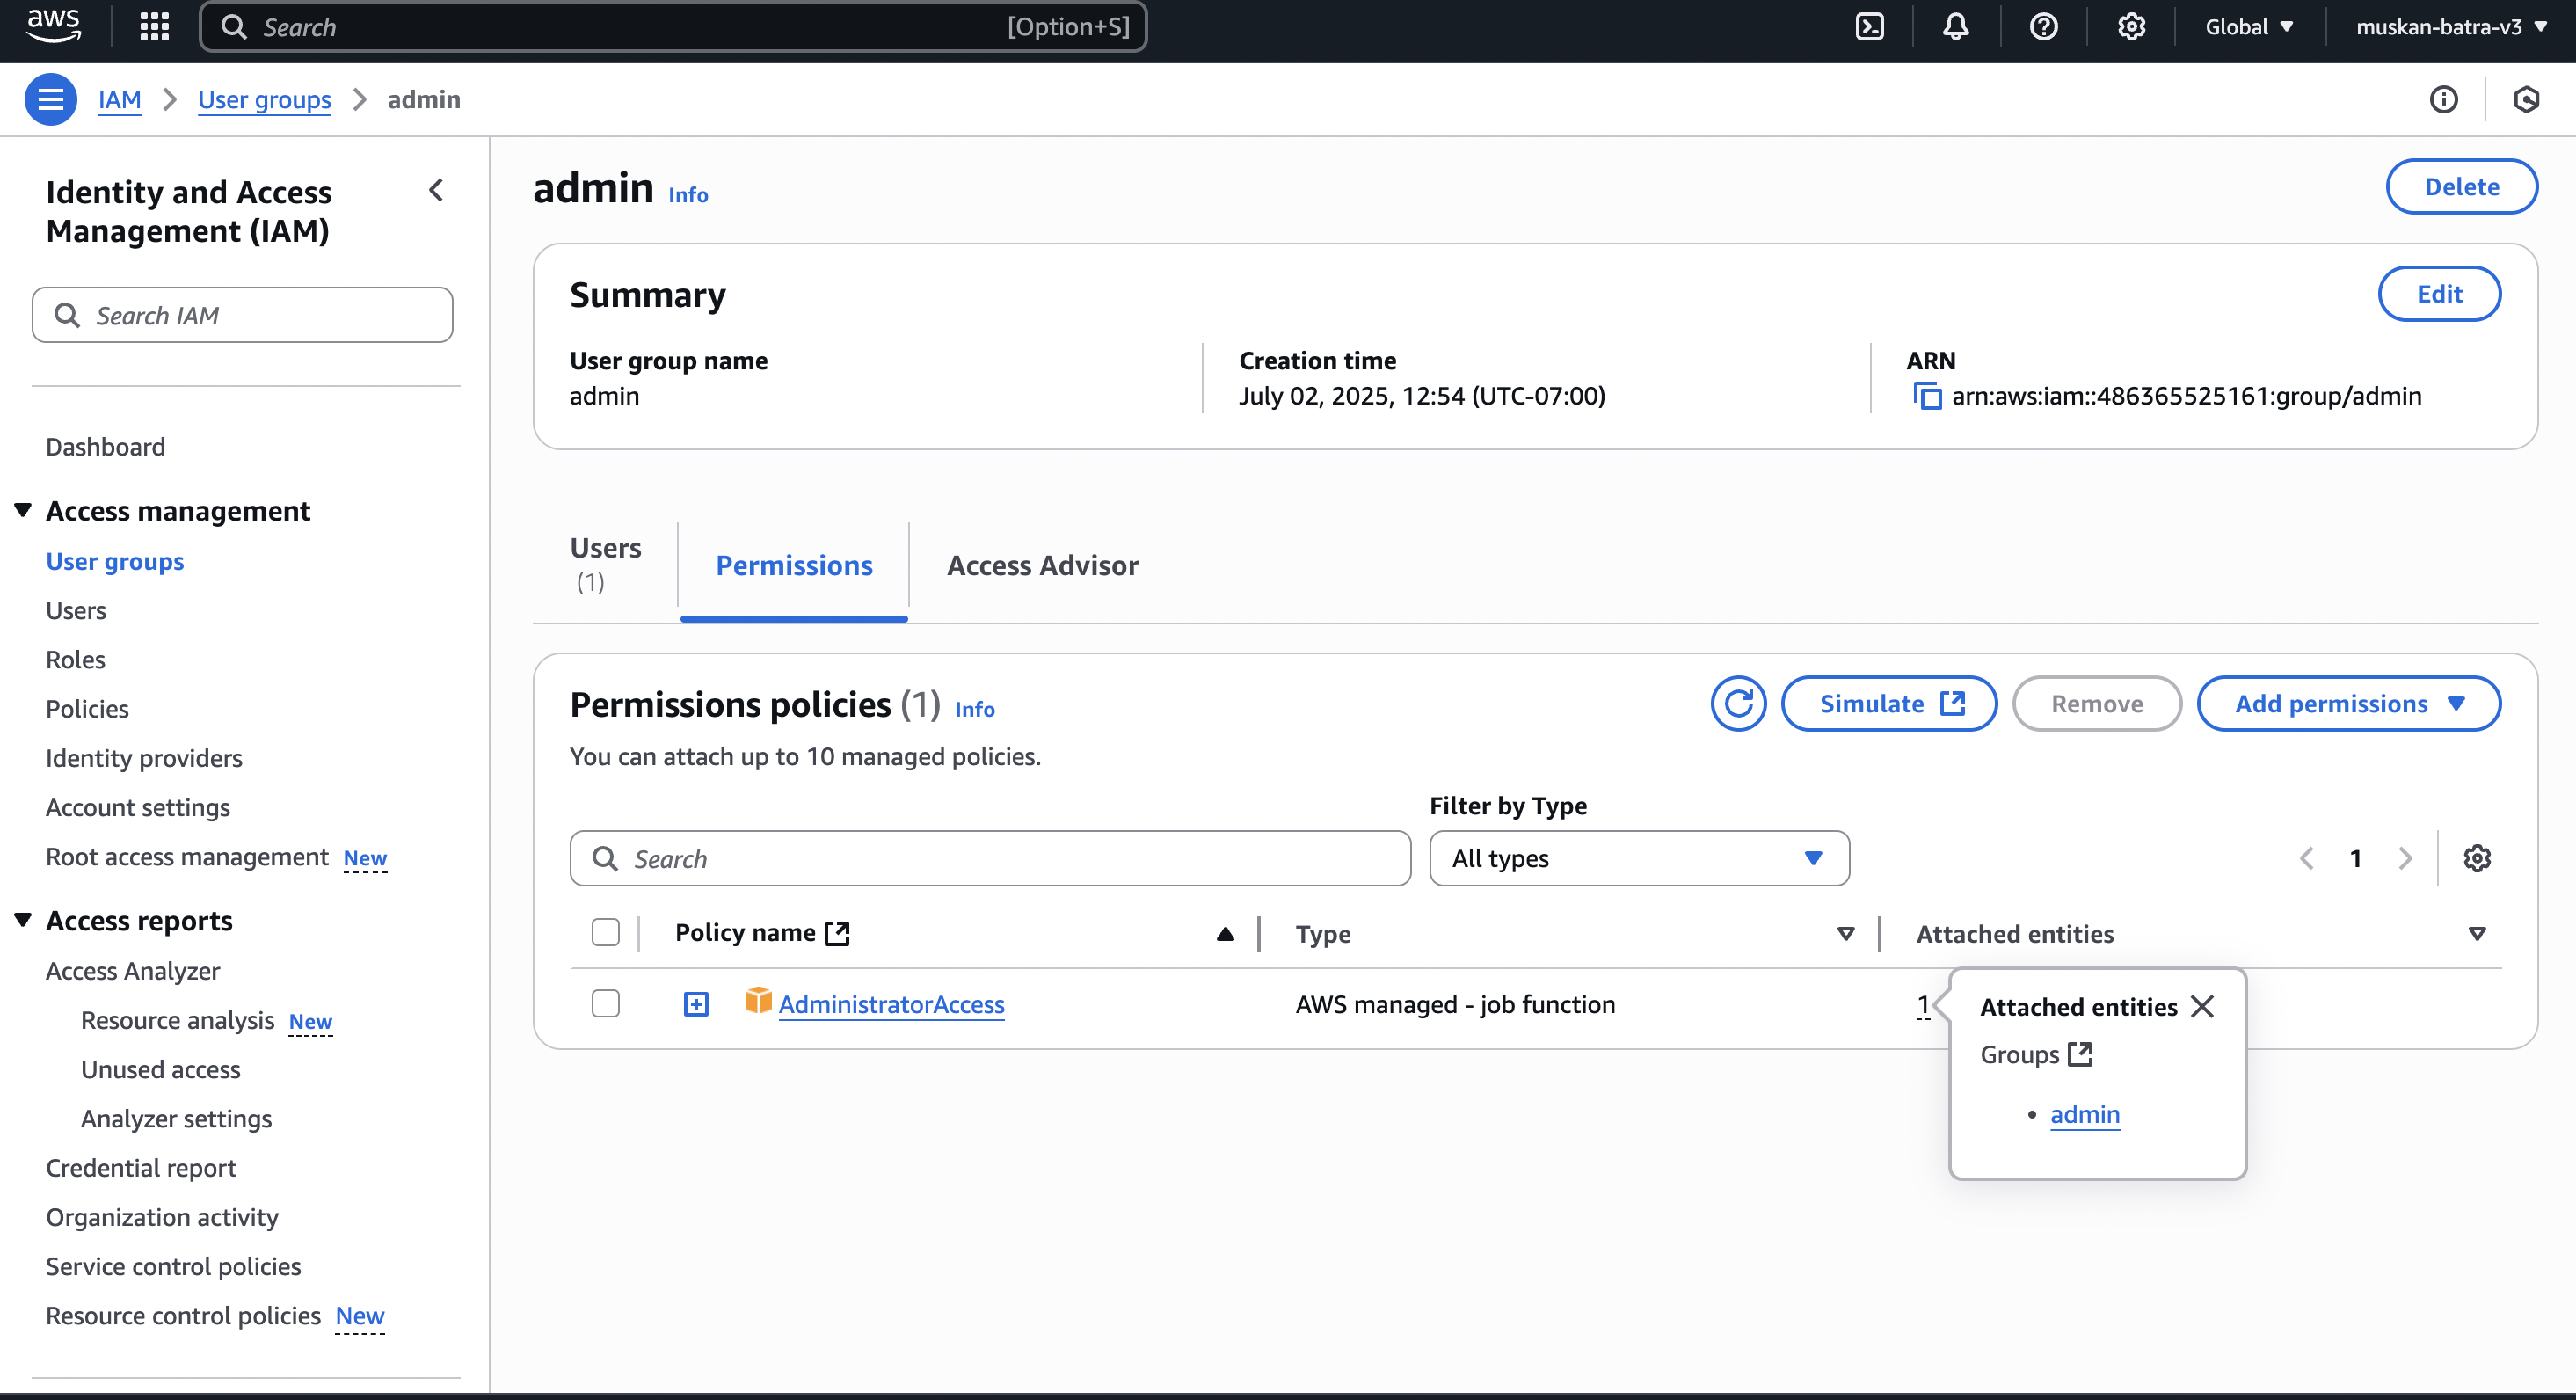 aws
Search [Option+S]
Global
muskan-batra-v3
IAM
User groups
admin
Identity and Access
Management (IAM)
Search IAM
Dashboard
Access management
User groups
Users
Roles
Policies
Identity providers
Account settings
Root access management New
Access reports
Access Analyzer
Resource analysis New
Unused access
Analyzer settings
Credential report
Organization activity
Service control policies
Resource control policies New
admin Info
Delete
Summary
Edit
User group name
admin
Creation time
July 02, 2025, 12:54 (UTC-07:00)
ARN
arn:aws:iam::486365525161:group/admin
Users
(1)
Permissions
Access Advisor
Permissions policies (1) Info
Simulate
Remove
Add permissions
You can attach up to 10 managed policies.
Filter by Type
Search
All types
1
Policy name
Type
Attached entities
AdministratorAccess
AWS managed - job function
1
Attached entities
Groups
• admin